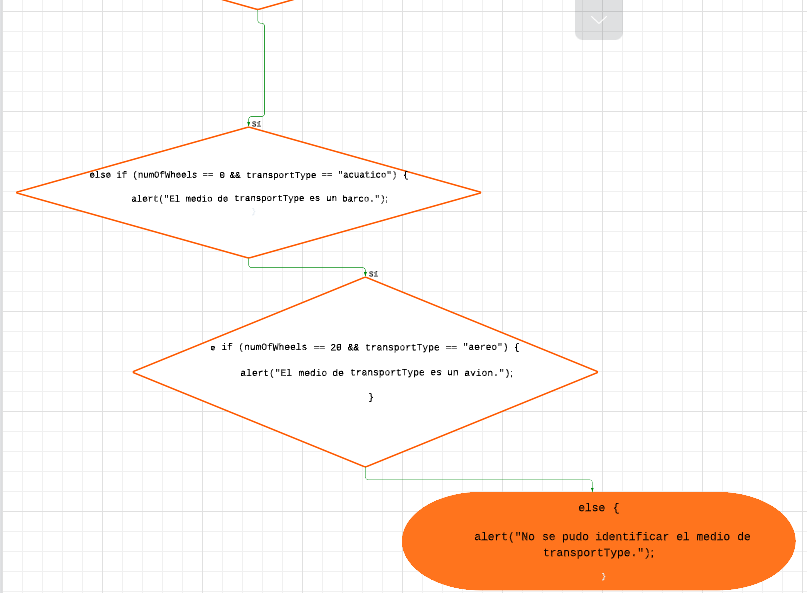 Si
else if (numOfWheels == 0 && transportType == "acuatico") {
alert("El medio de transportType es un barco.");
}
Si
e if (numOfWheels == 20 && transportType == "aereo") {
alert("El medio de transportType es un avion.");
}
else {
alert("No se pudo identificar el medio de
transportType.");
}